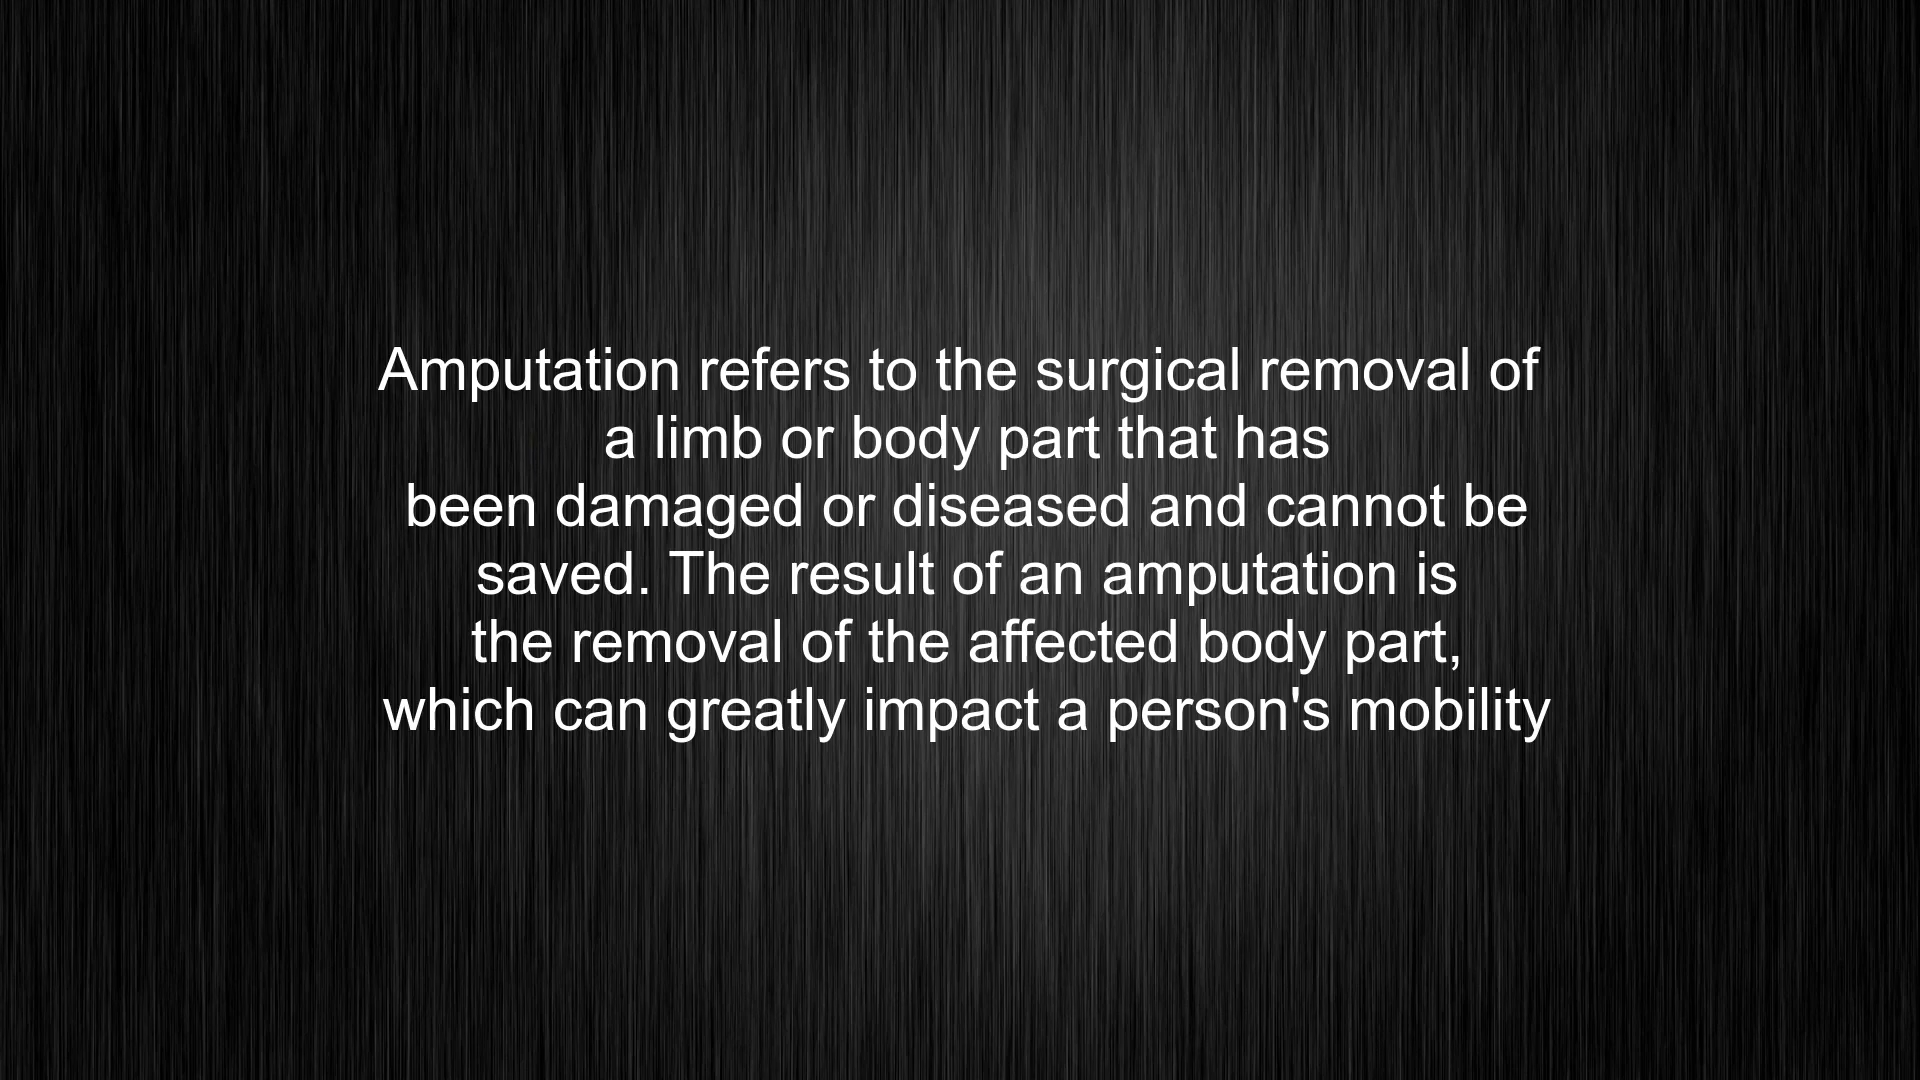 Amputation refers to the surgical removal of
a limb or body part that has
been damaged or diseased and cannot be
saved. The result of an amputation is
the removal of the affected body part,
which can greatly impact a person's mobility